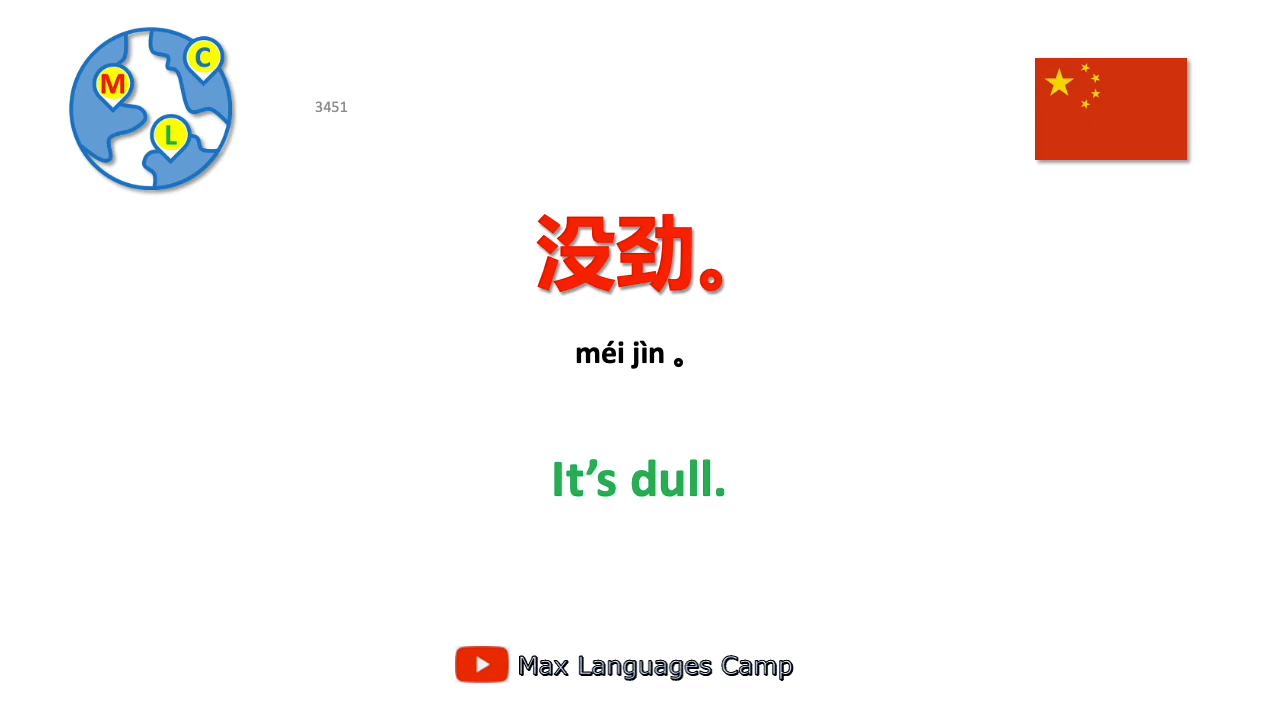 M
C
L
3451
没劲。
méi jìn 。
It’s dull.
Max Languages Camp